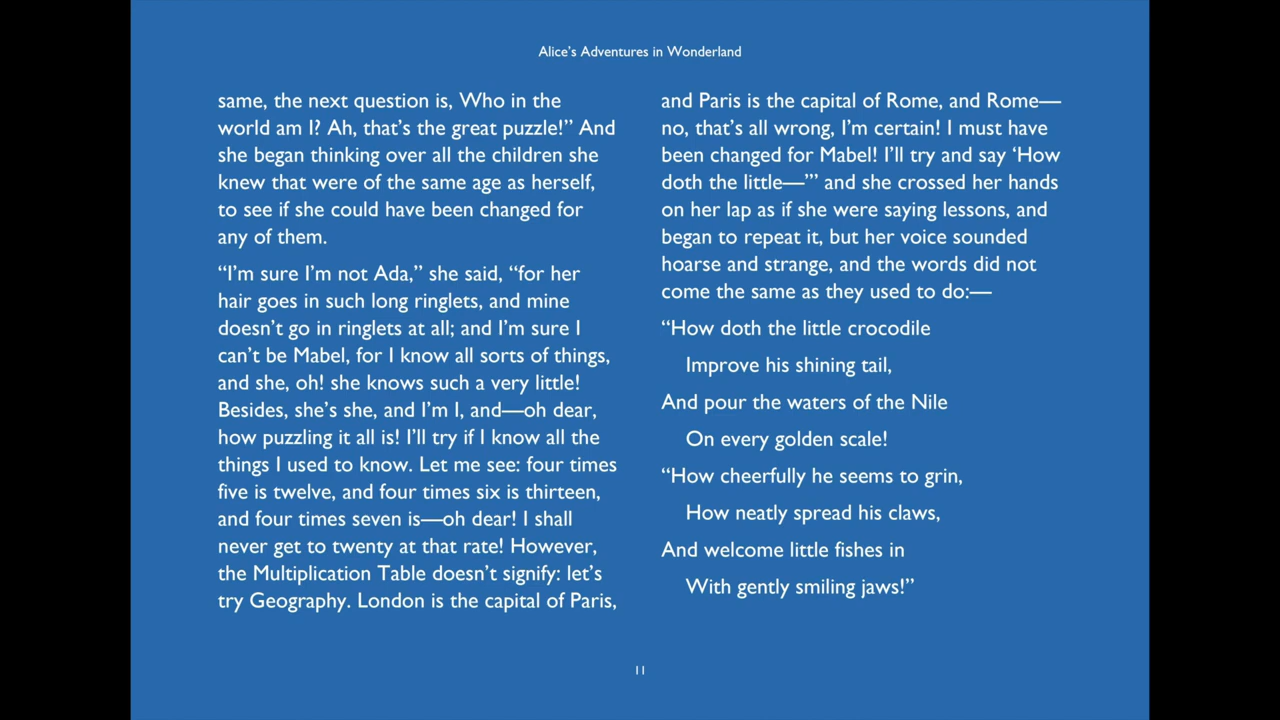 Alice’s Adventures in Wonderland
same, the next question is, Who in the
world am I? Ah, that’s the great puzzle!” And
she began thinking over all the children she
knew that were of the same age as herself,
to see if she could have been changed for
any of them.
“I’m sure I’m not Ada,” she said, “for her
hair goes in such long ringlets, and mine
doesn’t go in ringlets at all; and I’m sure I
can’t be Mabel, for I know all sorts of things,
and she, oh! she knows such a very little!
Besides, she’s she, and I’m I, and—oh dear,
how puzzling it all is! I’ll try if I know all the
things I used to know. Let me see: four times
five is twelve, and four times six is thirteen,
and four times seven is—oh dear! I shall
never get to twenty at that rate! However,
the Multiplication Table doesn’t signify: let’s
try Geography. London is the capital of Paris,
and Paris is the capital of Rome, and Rome—
no, that’s all wrong, I’m certain! I must have
been changed for Mabel! I’ll try and say ‘How
doth the little—’” and she crossed her hands
on her lap as if she were saying lessons, and
began to repeat it, but her voice sounded
hoarse and strange, and the words did not
come the same as they used to do:—
“How doth the little crocodile
Improve his shining tail,
And pour the waters of the Nile
On every golden scale!
“How cheerfully he seems to grin,
How neatly spread his claws,
And welcome little fishes in
With gently smiling jaws!”
11